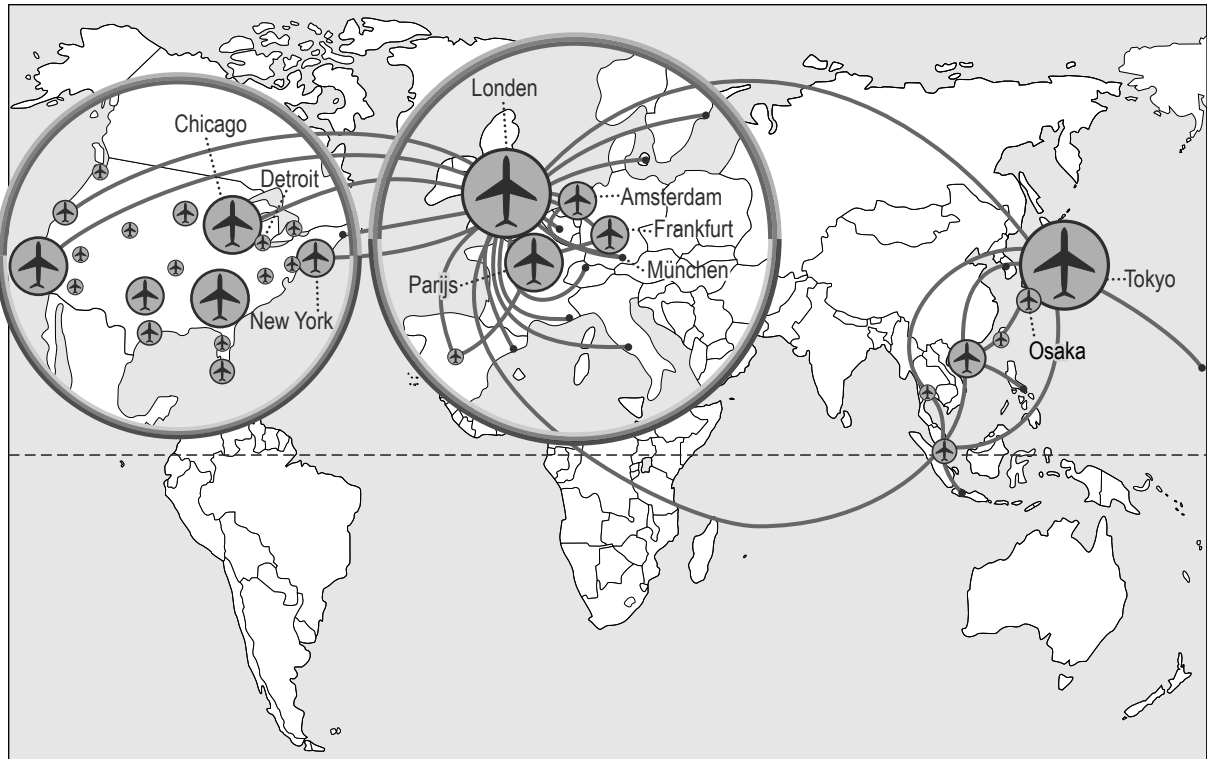 Londen
Chicago
Detroit
Amsterdam
Frankfurt
München
Parijs
Tokyo
New York
Osaka